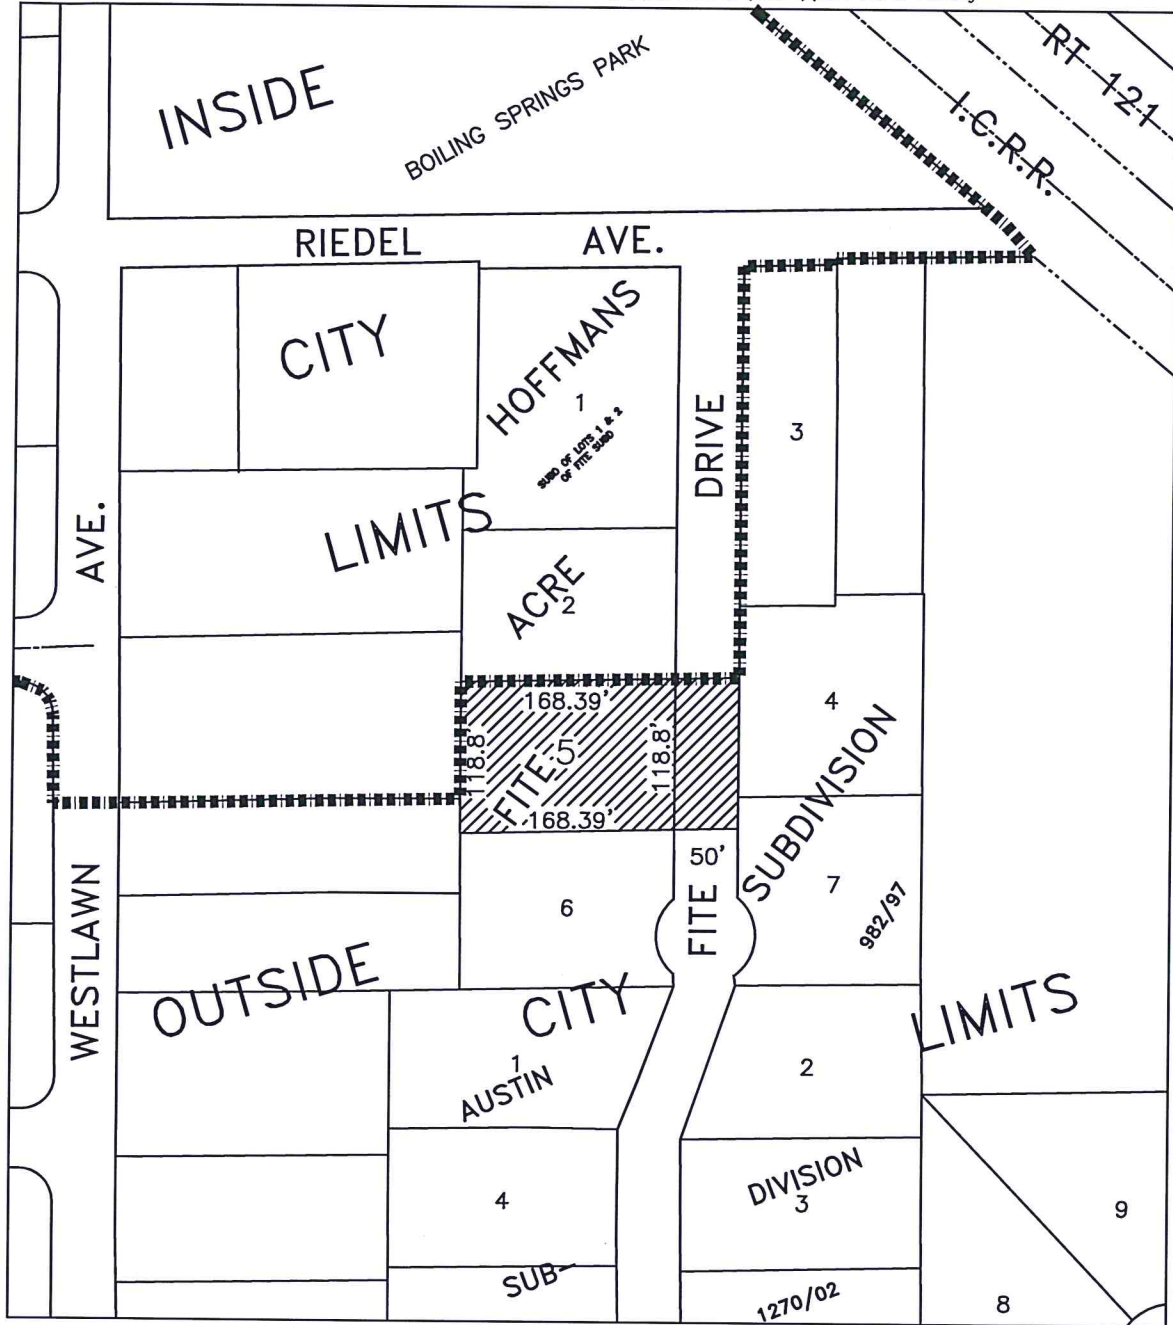 RT 121
I.C.R.R.
INSIDE
BOILING SPRINGS PARK
RIEDEL AVE.
CITY
HOFFMANS
1
SUBD OF LOTS 1 & 2
OF FITE SUBD
DRIVE
3
LIMITS
AVE.
ACRE
2
168.39'
118.8'
FITE 5
118.8'
168.39'
4
SUBDIVISION
50'
FITE
6
7
982/97
WESTLAWN
OUTSIDE
CITY
LIMITS
1
AUSTIN
2
DIVISION
3
4
9
SUB-
1270/02
8